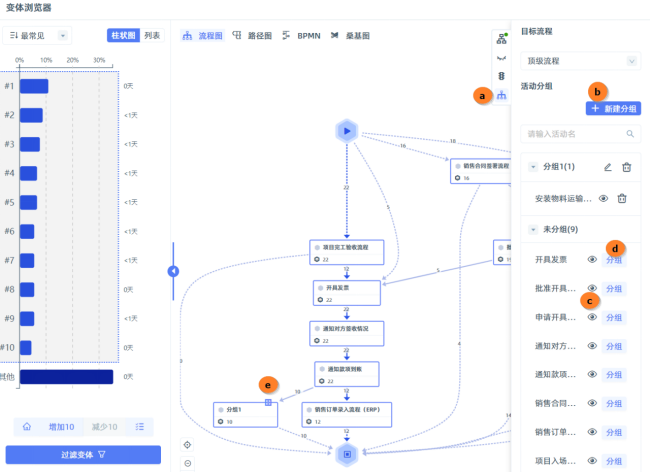 变体浏览器
最常见
柱状图 列表
0% 10% 20% 30%
#1 0天
#2 <1天
#3 <1天
#4 <1天
#5 <1天
#6 <1天
#7 <1天
#8 0天
#9 <1天
#10 0天
其他 0天
增加10 减少10
过滤变体
流程图 路径图 BPMN 桑基图
a
16
18
销售合同签署流程
16
22
5
项目完工验收流程
22
12
开具发票
22
5
22
通知对方签收情况
22
22
通知款项到账
22
e
10
12
分组1
10
销售订单录入流程（ERP）
12
10
12
3
4
14
目标流程
顶级流程
活动分组
b
+ 新建分组
请输入活动名
分组1(1)
安装物料运输...
未分组(9)
d
开具发票 分组
批准开具... 分组
c
申请开具... 分组
通知对方... 分组
通知款项... 分组
销售合同... 分组
销售订单... 分组
项目入场... 分组